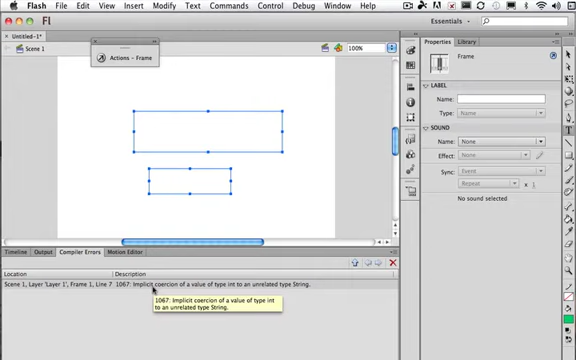 Flash File Edit View Insert Modify Text Commands Control Debug Window Help
Fl
Essentials
Untitled-1*
Scene 1
100%
Actions - Frame
Properties Library
Frame
LABEL
Name:
Type: Name
SOUND
Name: None
Effect: None
Sync: Event
Repeat x 1
No sound selected
Timeline Output Compiler Errors Motion Editor
Location Description
Scene 1, Layer 'Layer 1', Frame 1, Line 7 1067: Implicit coercion of a value of type int to an unrelated type String.
1067: Implicit coercion of a value of type int
to an unrelated type String.